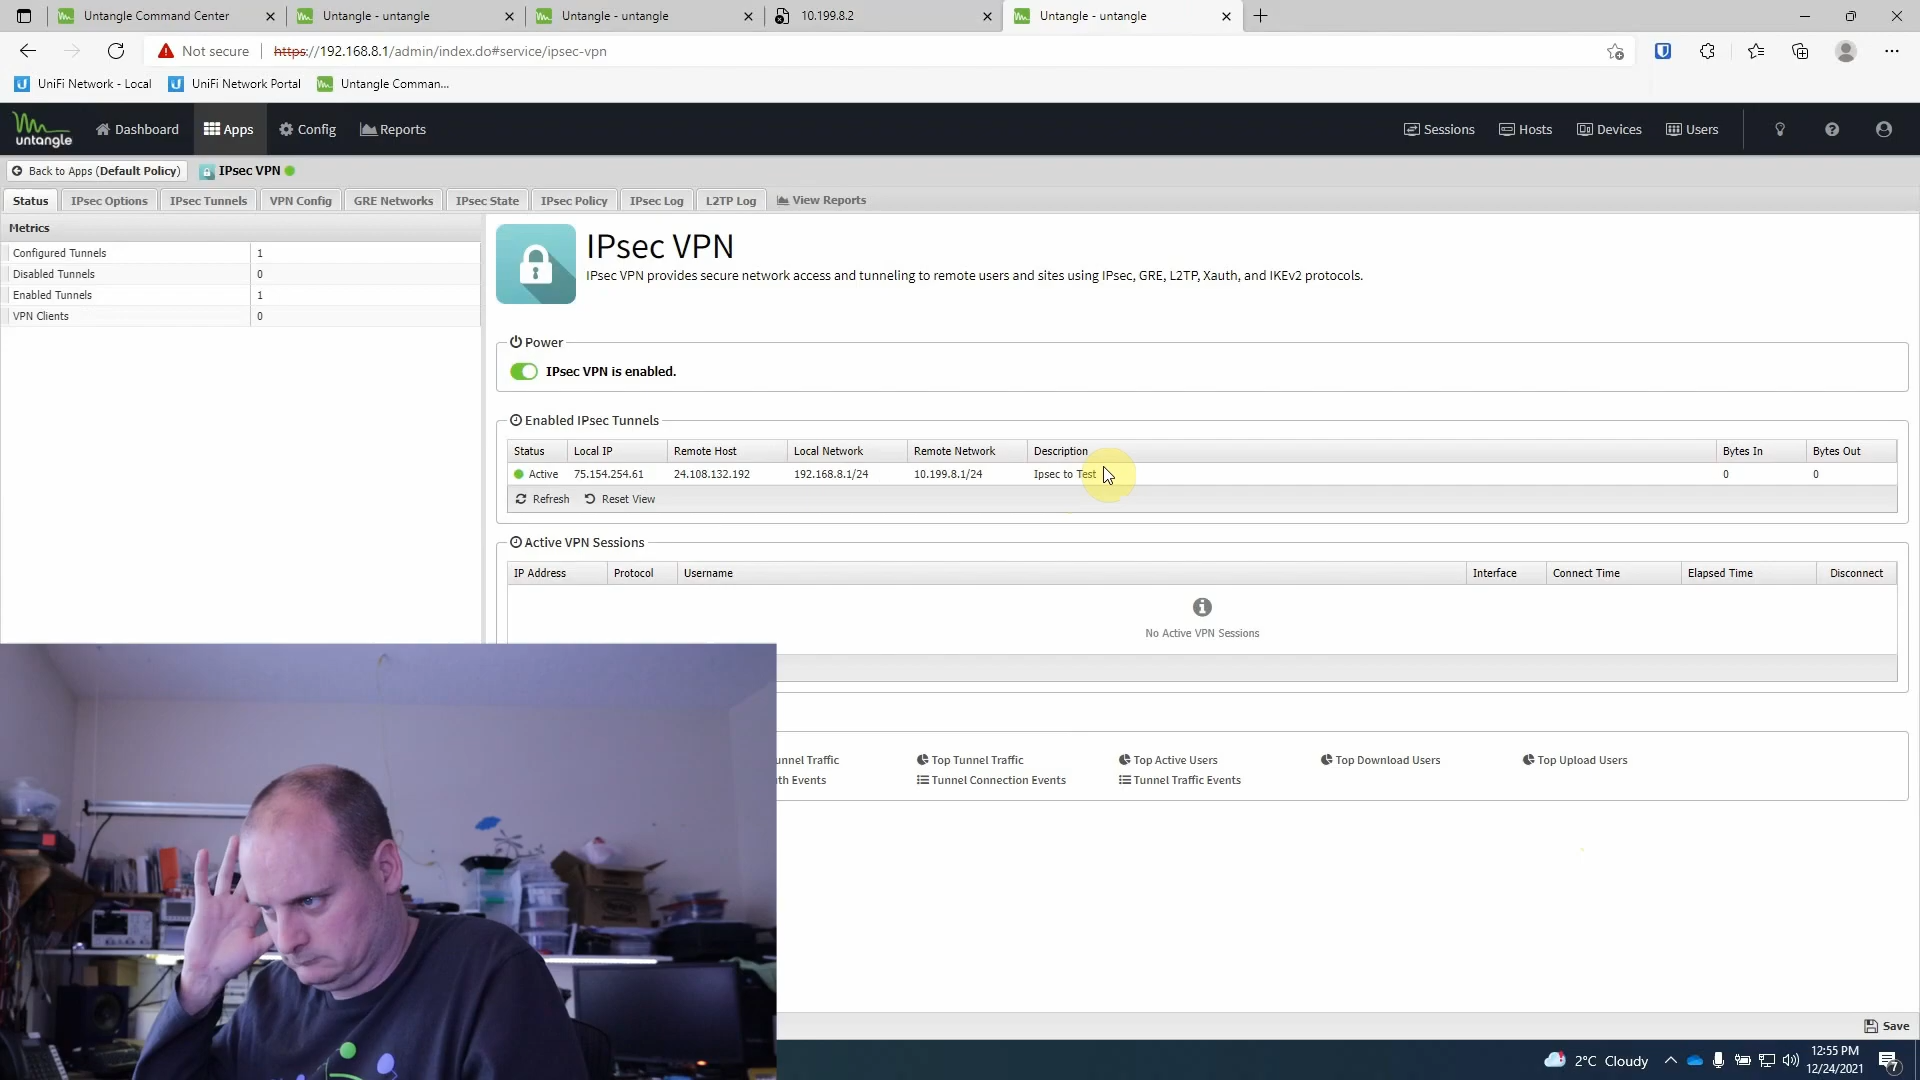 Untangle Command Center
Untangle - untangle
Untangle - untangle
10.199.8.2
Untangle - untangle
Not secure
https://192.168.8.1/admin/index.do#service/ipsec-vpn
UniFi Network - Local
UniFi Network Portal
Untangle Comman...
untangle
Dashboard
Apps
Config
Reports
Sessions
Hosts
Devices
Users
Back to Apps (Default Policy)
IPsec VPN
Status
IPsec Options
IPsec Tunnels
VPN Config
GRE Networks
IPsec State
IPsec Policy
IPsec Log
L2TP Log
View Reports
Metrics
Configured Tunnels 1
Disabled Tunnels 0
Enabled Tunnels 1
VPN Clients 0
IPsec VPN
IPsec VPN provides secure network access and tunneling to remote users and sites using IPsec, GRE, L2TP, Xauth, and IKEv2 protocols.
Power
IPsec VPN is enabled.
Enabled IPsec Tunnels
Status Local IP Remote Host Local Network Remote Network Description Bytes In Bytes Out
Active 75.154.254.61 24.108.132.192 192.168.8.1/24 10.199.8.1/24 Ipsec to Test 0 0
Refresh Reset View
Active VPN Sessions
IP Address Protocol Username Interface Connect Time Elapsed Time Disconnect
No Active VPN Sessions
unnel Traffic Top Tunnel Traffic Top Active Users Top Download Users Top Upload Users
th Events Tunnel Connection Events Tunnel Traffic Events
Save
2°C Cloudy
12:55 PM
12/24/2021
7